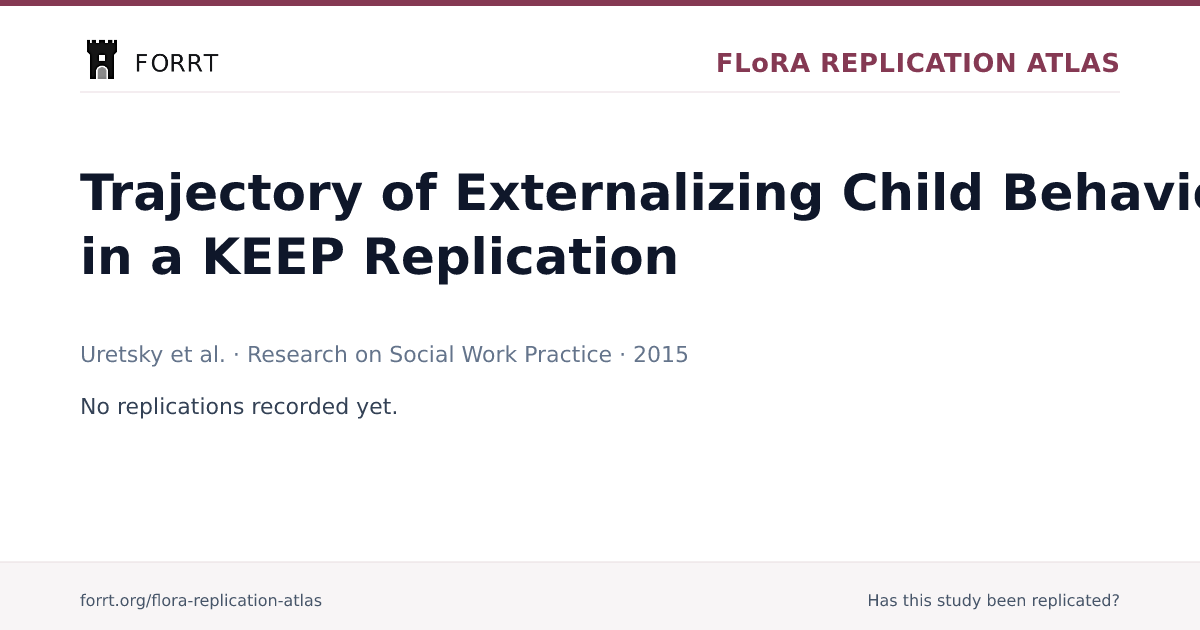 FORRT
FLoRA REPLICATION ATLAS
Trajectory of Externalizing Child
in a KEEP Replication
Uretsky et al. · Research on Social Work Practice · 2015
No replications recorded yet.
forrt.org/flora-replication-atlas
Has this study been replicated?